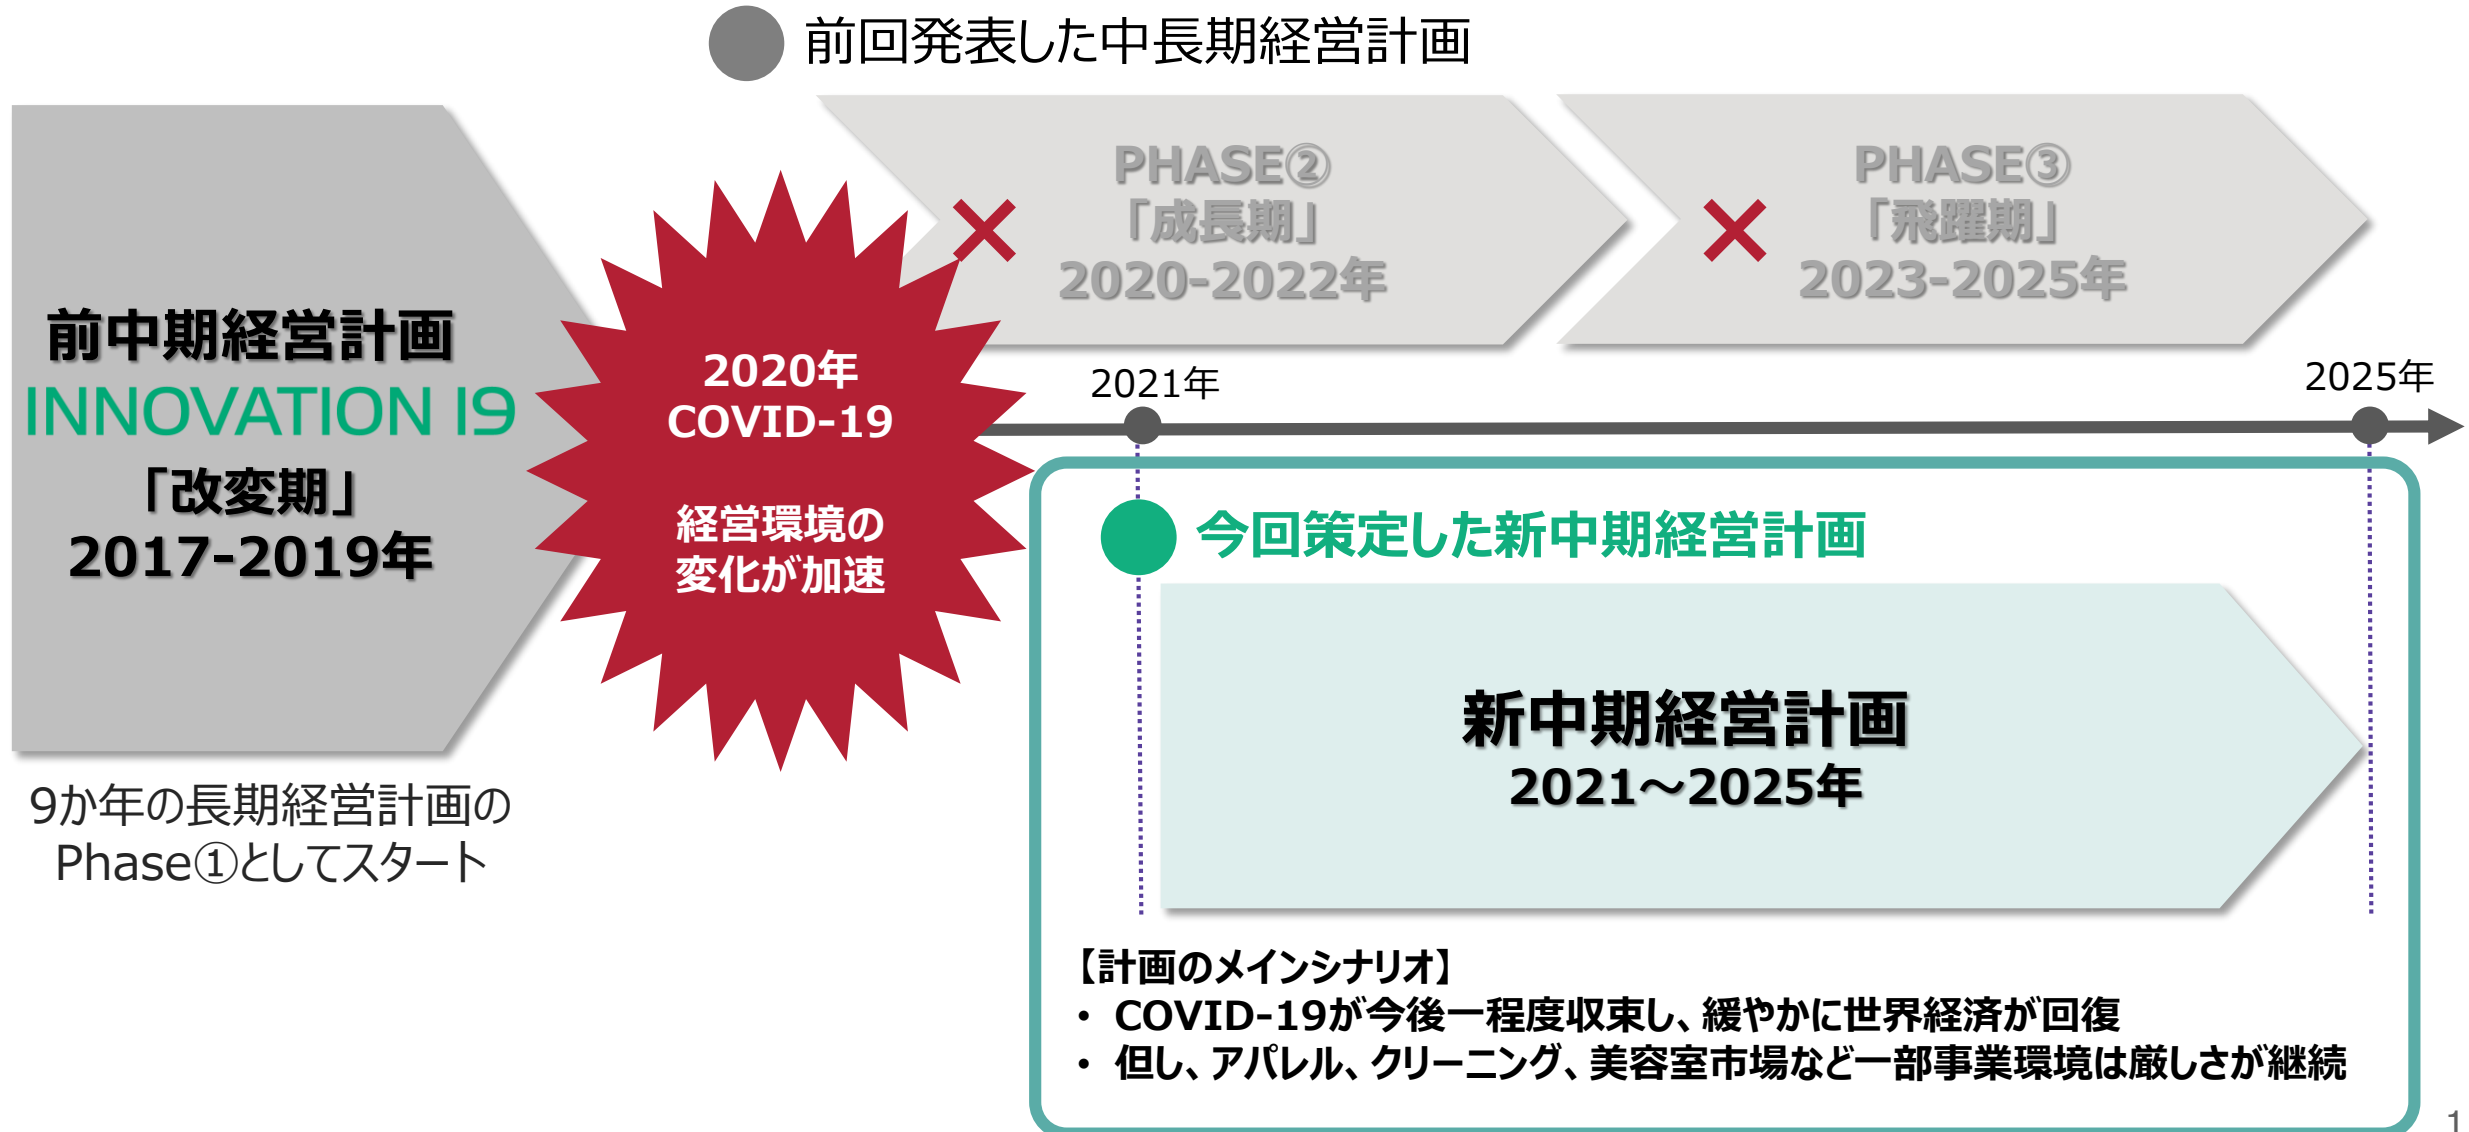 前回発表した中長期経営計画
PHASE②
「成長期」
2020-2022年
PHASE③
「飛躍期」
2023-2025年
前中期経営計画
INNOVATION 19
「改変期」
2017-2019年
9か年の長期経営計画の
Phase①としてスタート
2020年
COVID-19
経営環境の
変化が加速
2021年
2025年
今回策定した新中期経営計画
新中期経営計画
2021～2025年
【計画のメインシナリオ】
・ COVID-19が今後一程度収束し、緩やかに世界経済が回復
・ 但し、アパレル、クリーニング、美容室市場など一部事業環境は厳しさが継続
1